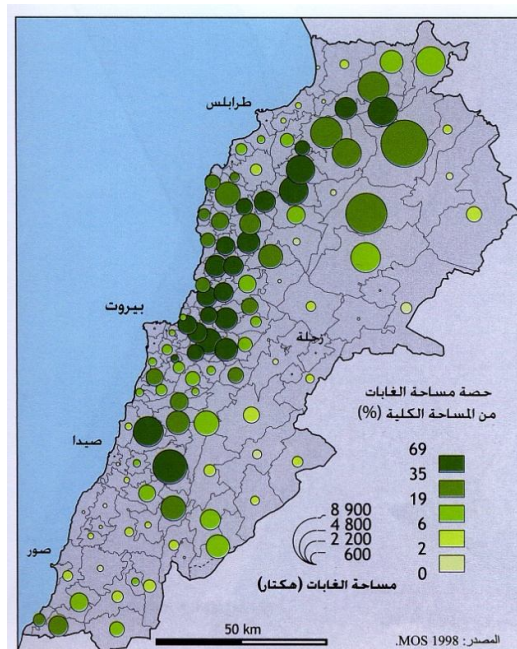 طرابلس
بيروت
زحلة
صيدا
صور
حصة مساحة الغابات
من المساحة الكلية (%)
69
35
19
6
2
0
8 900
4 800
2 200
600
مساحة الغابات (هكتار)
50 km
المصدر: MOS 1998.